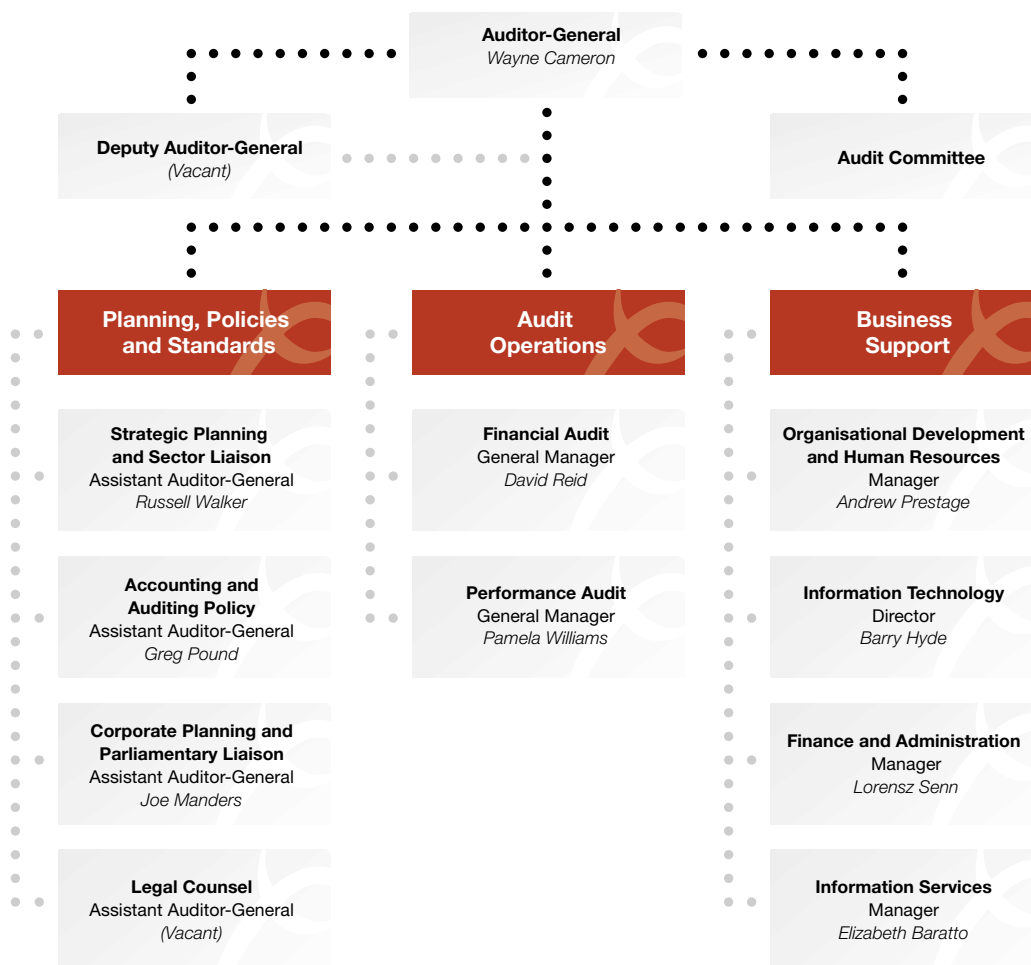 Auditor-General
Wayne Cameron
Deputy Auditor-General
(Vacant)
Audit Committee
Planning, Policies
and Standards
Strategic Planning
and Sector Liaison
Assistant Auditor-General
Russell Walker
Accounting and
Auditing Policy
Assistant Auditor-General
Greg Pound
Corporate Planning and
Parliamentary Liaison
Assistant Auditor-General
Joe Manders
Legal Counsel
Assistant Auditor-General
(Vacant)
Audit
Operations
Financial Audit
General Manager
David Reid
Performance Audit
General Manager
Pamela Williams
Business
Support
Organisational Development
and Human Resources
Manager
Andrew Prestage
Information Technology
Director
Barry Hyde
Finance and Administration
Manager
Lorensz Senn
Information Services
Manager
Elizabeth Baratto